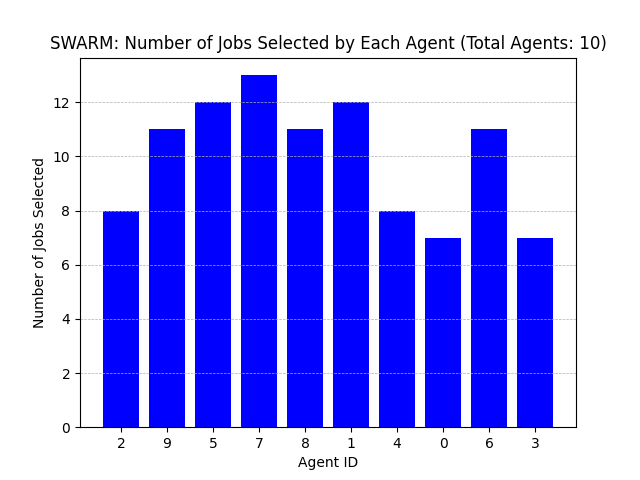 SWARM: Number of Jobs Selected by Each Agent (Total Agents: 10)
Number of Jobs Selected
12
10
8
6
4
2
0
2 9 5 7 8 1 4 0 6 3
Agent ID